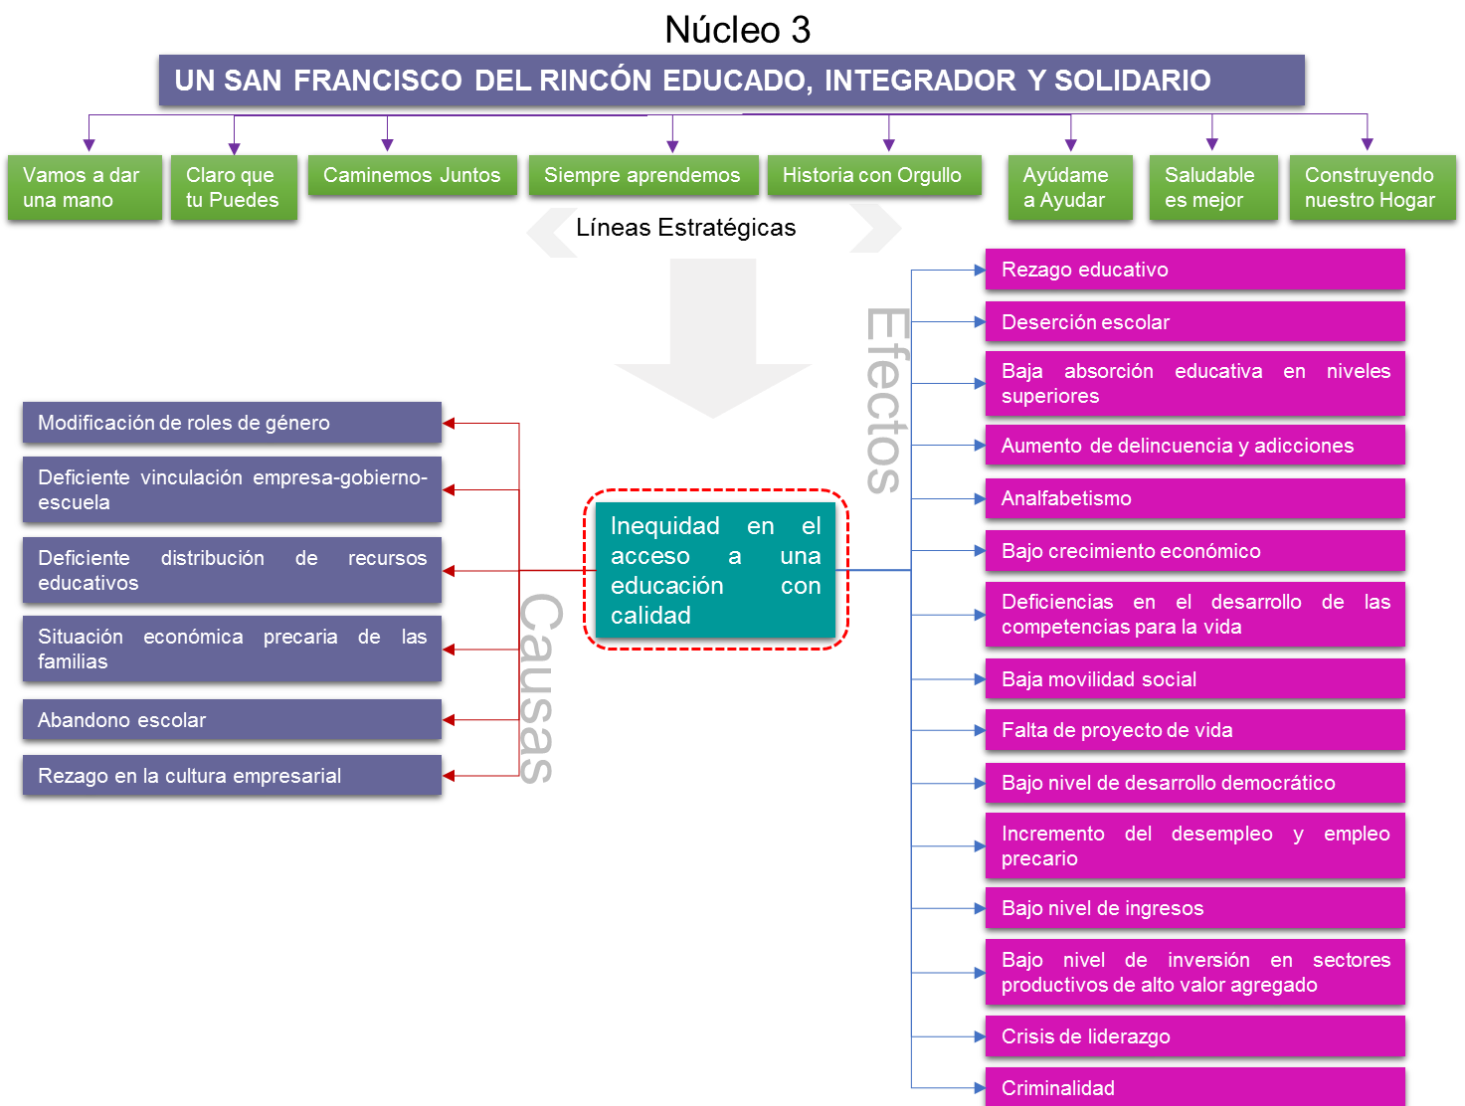 Núcleo 3
UN SAN FRANCISCO DEL RINCÓN EDUCADO, INTEGRADOR Y SOLIDARIO
Vamos a dar
una mano
Claro que
tu Puedes
Caminemos Juntos
Siempre aprendemos
Historia con Orgullo
Ayúdame
a Ayudar
Saludable
es mejor
Construyendo
nuestro Hogar
Líneas Estratégicas
Causas
Modificación de roles de género
Deficiente vinculación empresa-gobierno-
escuela
Deficiente distribución de recursos
educativos
Situación económica precaria de las
familias
Abandono escolar
Rezago en la cultura empresarial
Inequidad en el
acceso a una
educación con
calidad
Efectos
Rezago educativo
Deserción escolar
Baja absorción educativa en niveles
superiores
Aumento de delincuencia y adicciones
Analfabetismo
Bajo crecimiento económico
Deficiencias en el desarrollo de las
competencias para la vida
Baja movilidad social
Falta de proyecto de vida
Bajo nivel de desarrollo democrático
Incremento del desempleo y empleo
precario
Bajo nivel de ingresos
Bajo nivel de inversión en sectores
productivos de alto valor agregado
Crisis de liderazgo
Criminalidad